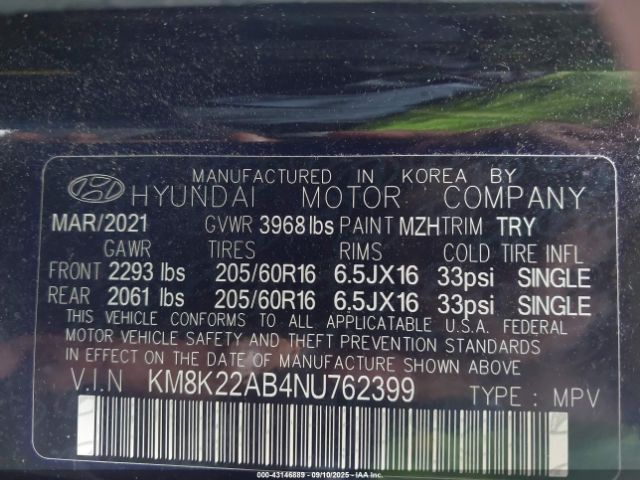 MANUFACTURED IN KOREA BY
HYUNDAI MOTOR COMPANY
MAR/2021 GVWR 3968 lbs PAINT MZH TRIM TRY
GAWR TIRES RIMS COLD TIRE INFL
FRONT 2293 lbs 205/60R16 6.5JX16 33psi SINGLE
REAR 2061 lbs 205/60R16 6.5JX16 33psi SINGLE
THIS VEHICLE CONFORMS TO ALL APPLICATABLE U.S.A. FEDERAL
MOTOR VEHICLE SAFETY AND THEFT PREVENTION STANDARDS
IN EFFECT ON THE DATE OF MANUFACTURE SHOWN ABOVE
V.I.N KM8K22AB4NU762399 TYPE : MPV
000-43146889 - 09/10/2025 - IAA Inc.